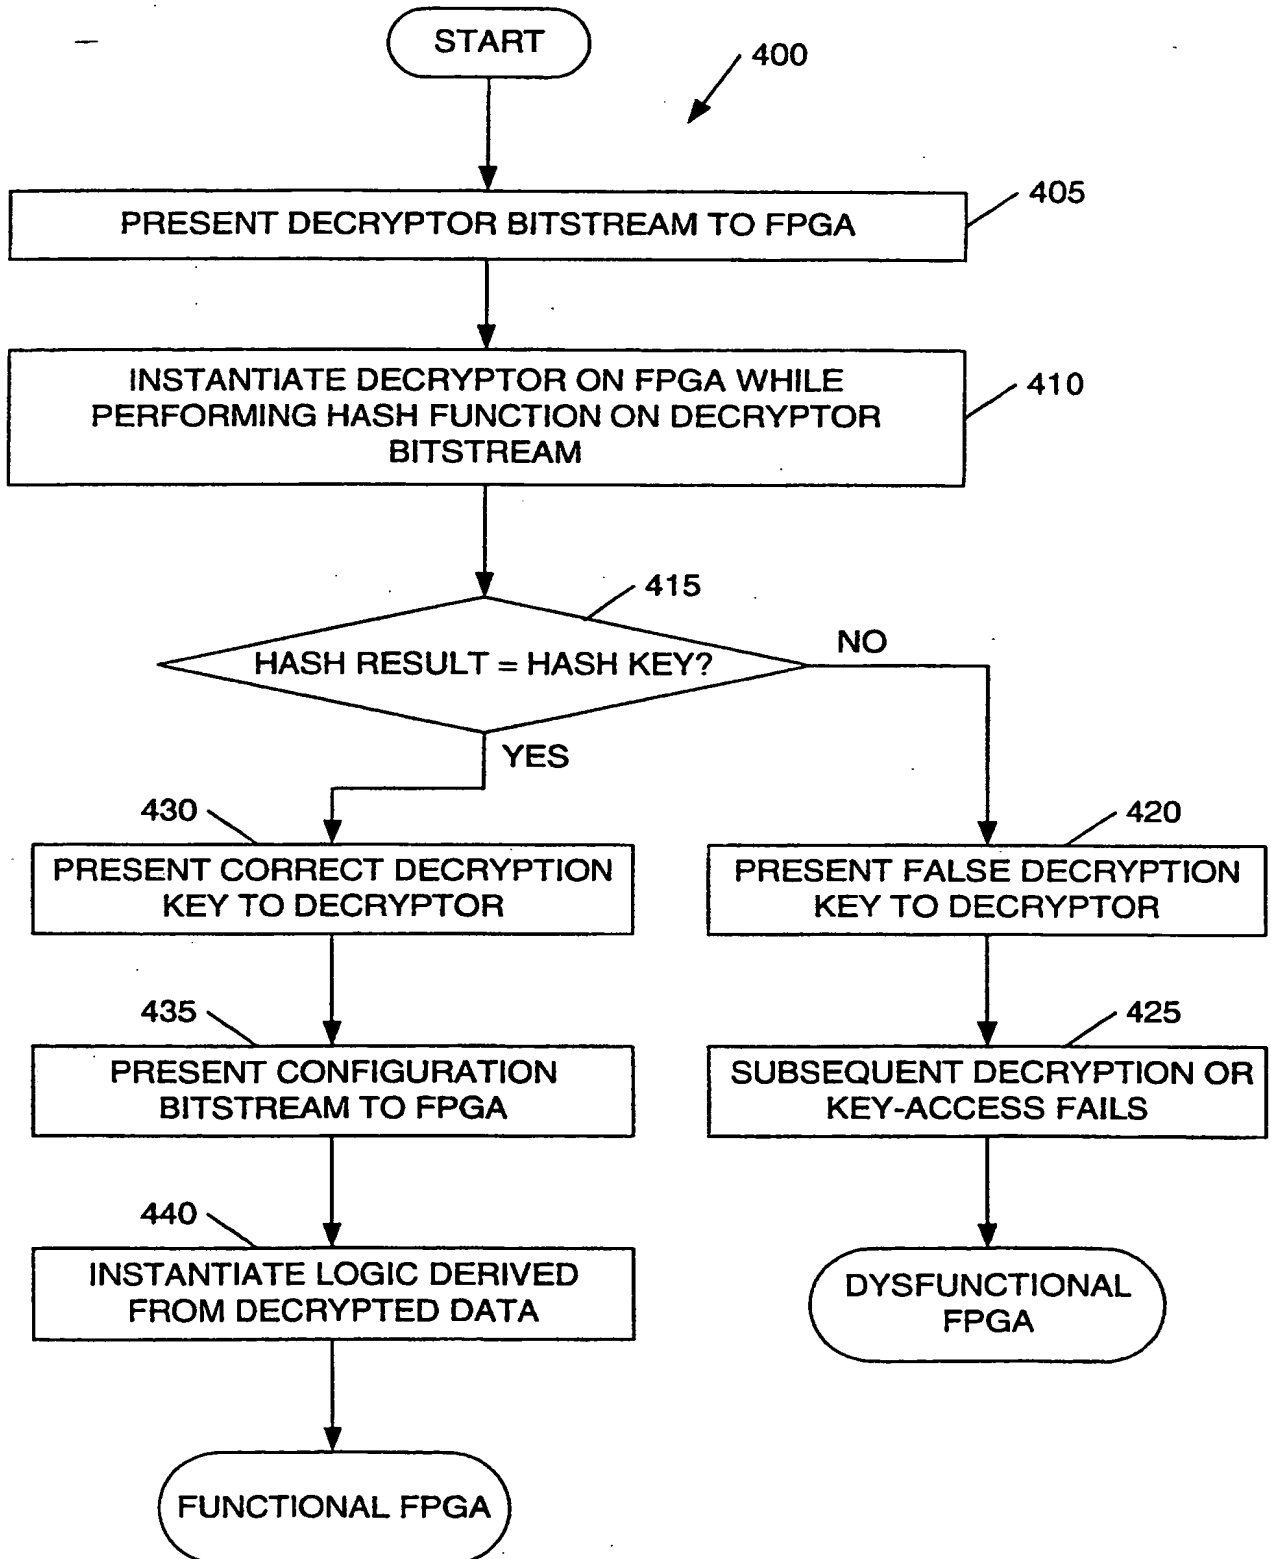 START
400
PRESENT DECRYPTOR BITSTREAM TO FPGA
405
INSTANTIATE DECRYPTOR ON FPGA WHILE
PERFORMING HASH FUNCTION ON DECRYPTOR
BITSTREAM
410
415
HASH RESULT = HASH KEY?
NO
YES
430
PRESENT CORRECT DECRYPTION
KEY TO DECRYPTOR
420
PRESENT FALSE DECRYPTION
KEY TO DECRYPTOR
435
PRESENT CONFIGURATION
BITSTREAM TO FPGA
425
SUBSEQUENT DECRYPTION OR
KEY-ACCESS FAILS
440
INSTANTIATE LOGIC DERIVED
FROM DECRYPTED DATA
DYSFUNCTIONAL
FPGA
FUNCTIONAL FPGA